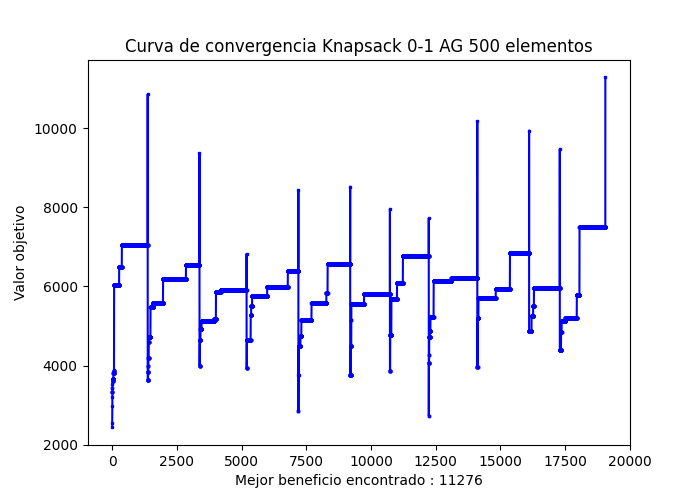 Curva de convergencia Knapsack 0-1 AG 500 elementos
Valor objetivo
10000
8000
6000
4000
2000
0 2500 5000 7500 10000 12500 15000 17500 20000
Mejor beneficio encontrado : 11276